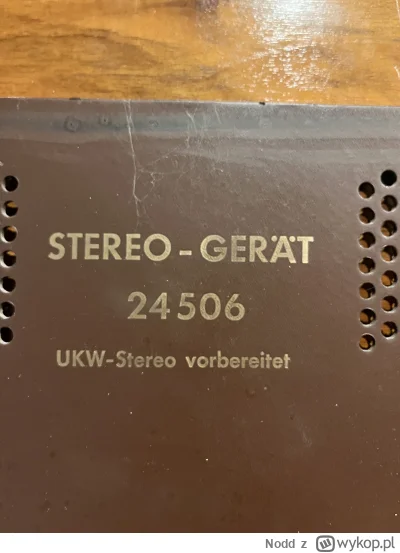 STEREO-GERÄT
24506
UKW-Stereo vorbereitet
Nodd z wykop.pl